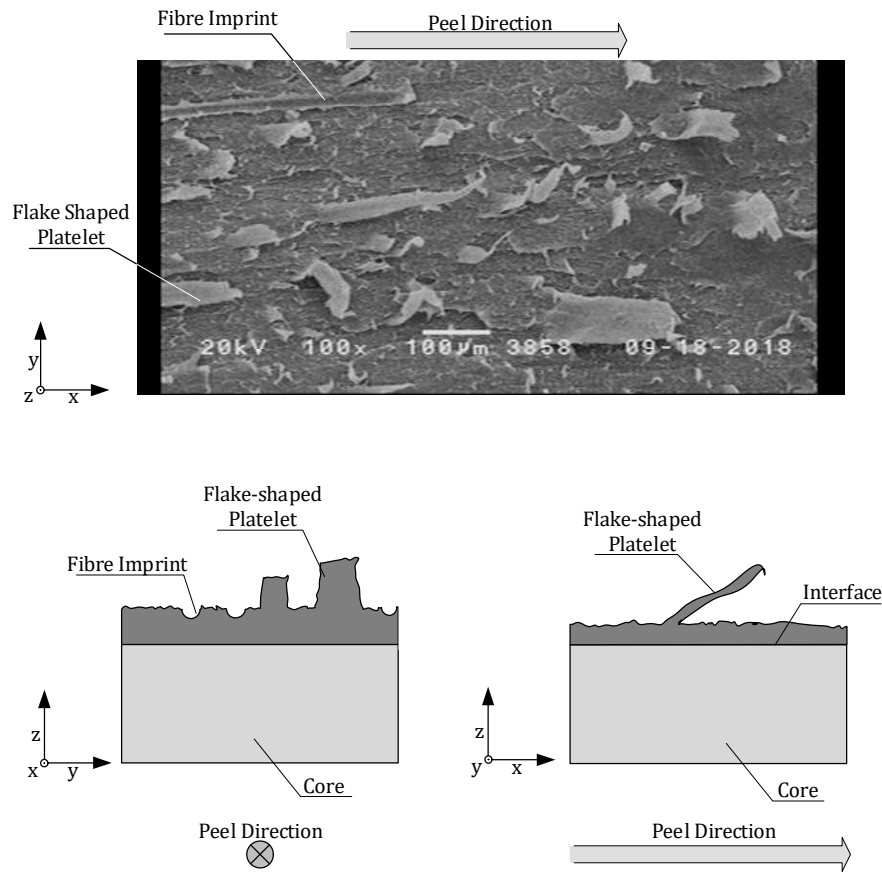 Fibre Imprint
Peel Direction
Flake Shaped
Platelet
20kV 100x 100µm 3858 09-18-2018
y
z x
Flake-shaped
Platelet
Fibre Imprint
z
x y
Core
Peel Direction
Flake-shaped
Platelet
Interface
z
y x
Core
Peel Direction